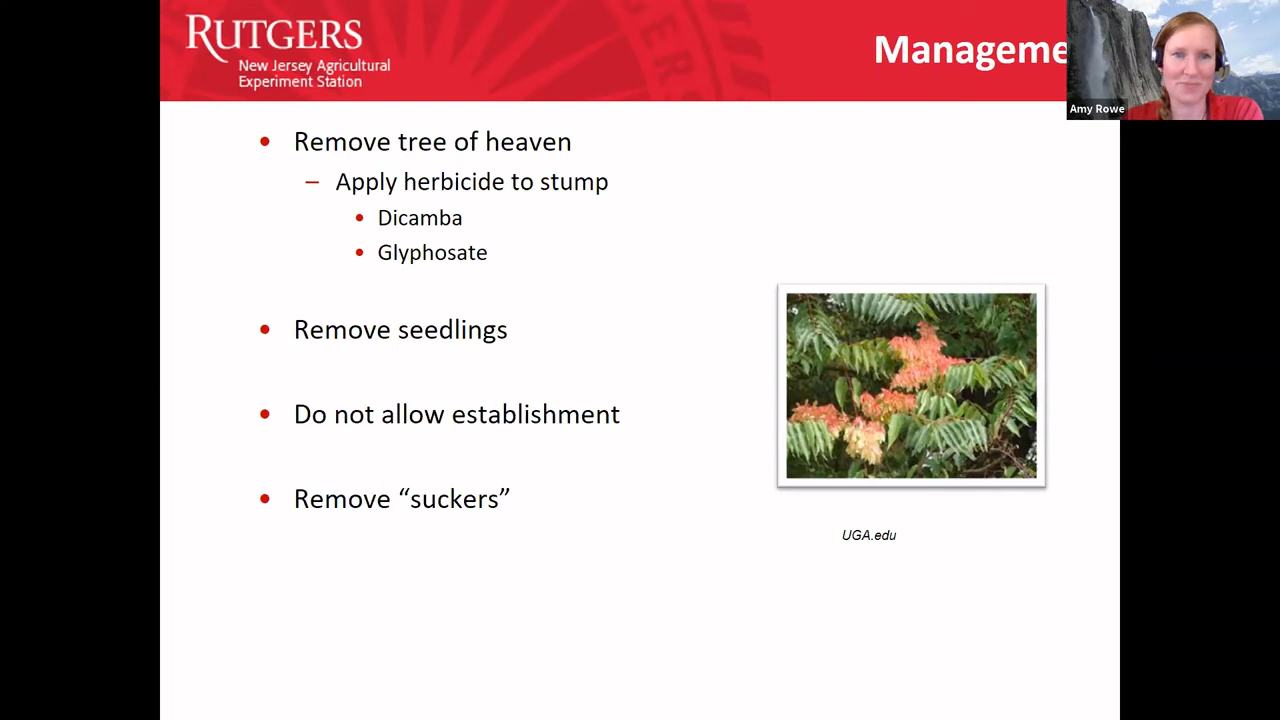 RUTGERS
New Jersey Agricultural
Experiment Station
Manageme
Amy Rowe
• Remove tree of heaven
– Apply herbicide to stump
• Dicamba
• Glyphosate
• Remove seedlings
• Do not allow establishment
• Remove “suckers”
UGA.edu